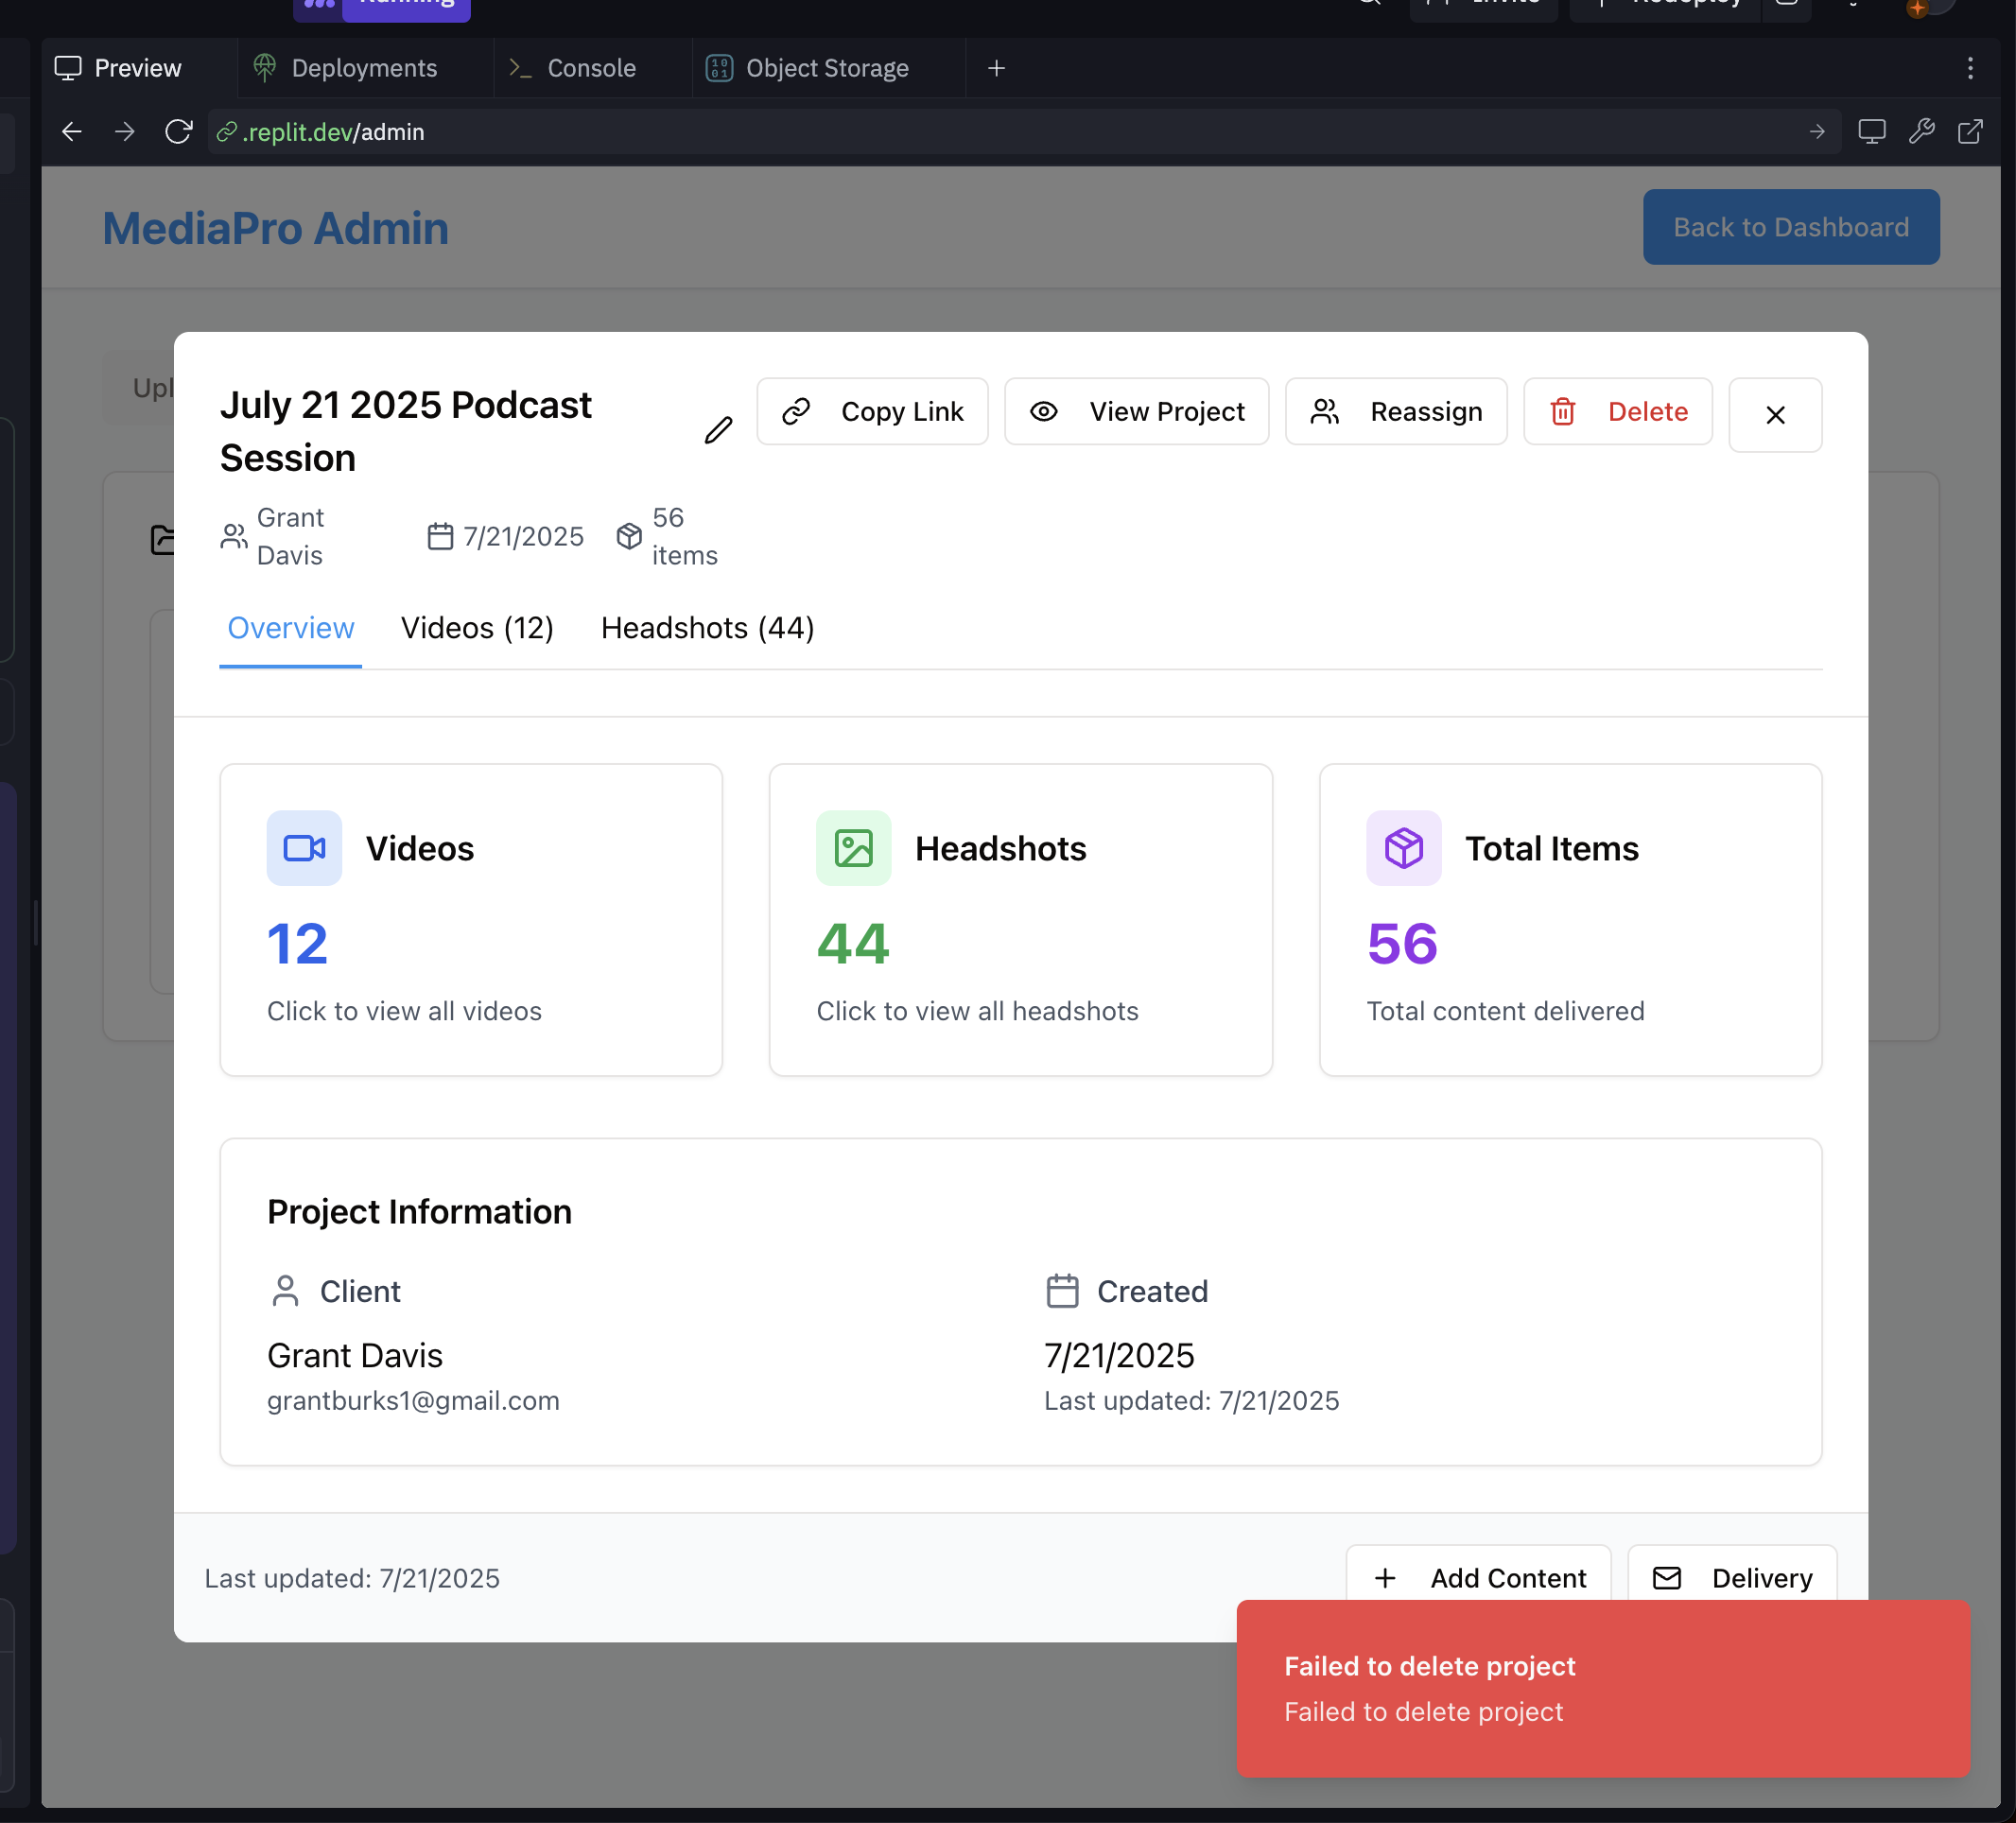 Running
Invite
Redeploy
Preview
Deployments
Console
Object Storage
.replit.dev/admin
MediaPro Admin
Back to Dashboard
Upl
July 21 2025 Podcast
Session
Copy Link
View Project
Reassign
Delete
Grant
Davis
7/21/2025
56
items
Overview
Videos (12)
Headshots (44)
Videos
12
Click to view all videos
Headshots
44
Click to view all headshots
Total Items
56
Total content delivered
Project Information
Client
Grant Davis
grantburks1@gmail.com
Created
7/21/2025
Last updated: 7/21/2025
Last updated: 7/21/2025
Add Content
Delivery
Failed to delete project
Failed to delete project